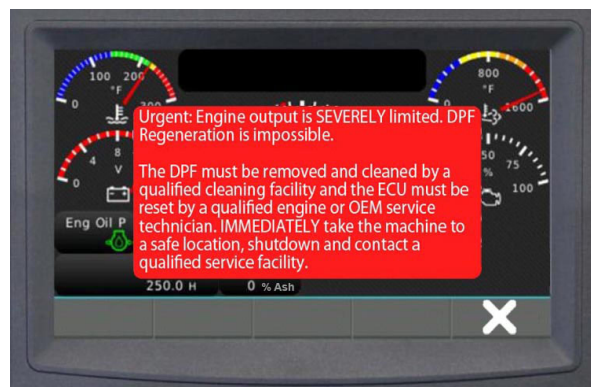 100 200
°F
0 300
800
°F
0 1600
Urgent: Engine output is SEVERELY limited. DPF
Regeneration is impossible.
The DPF must be removed and cleaned by a
qualified cleaning facility and the ECU must be
reset by a qualified engine or OEM service
technician. IMMEDIATELY take the machine to
a safe location, shutdown and contact a
qualified service facility.
4 8
V
0
50 75
%
100
Eng Oil P
250.0 H
0 % Ash